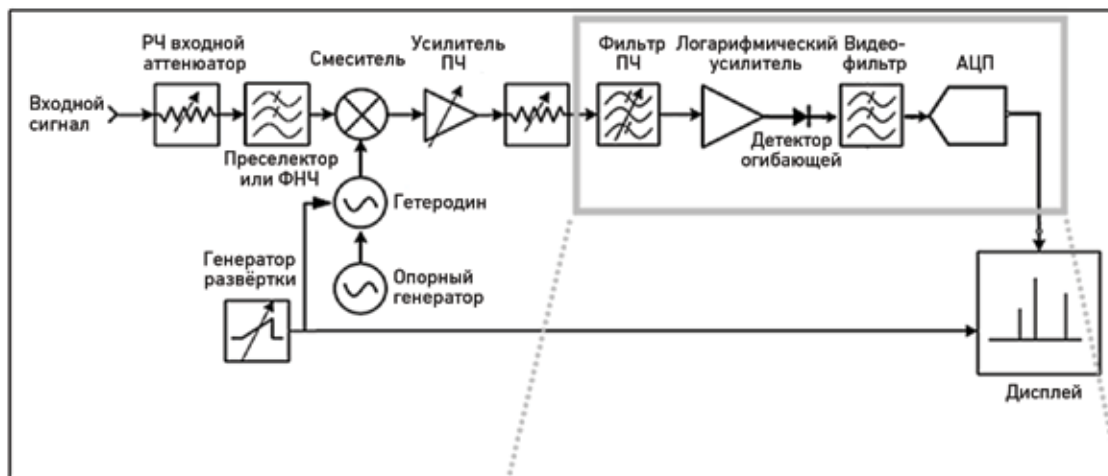 РЧ входной
аттенюатор
Смеситель
Усилитель
ПЧ
Фильтр
ПЧ
Логарифмический
усилитель
Видео-
фильтр
АЦП
Входной
сигнал
Преселектор
или ФНЧ
Детектор
огибающей
Гетеродин
Генератор
развёртки
Опорный
генератор
Дисплей